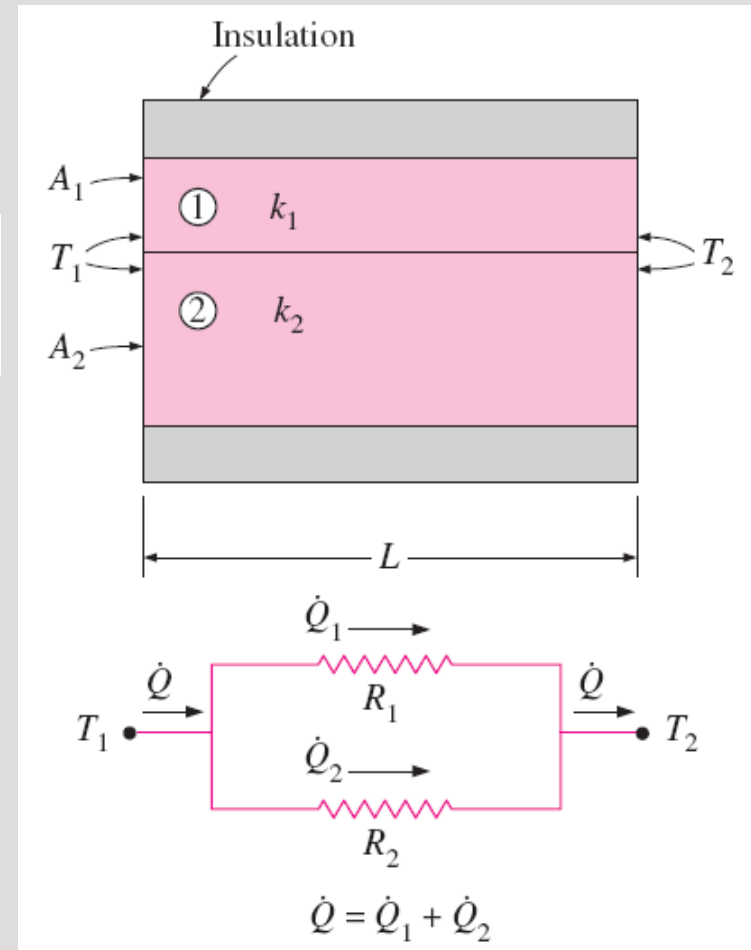 Insulation
A₁
① k₁
T₁ T₂
② k₂
A₂
L
Q̇₁
Q̇ Q̇
R₁
T₁ T₂
Q̇₂
R₂
Q̇ = Q̇₁ + Q̇₂